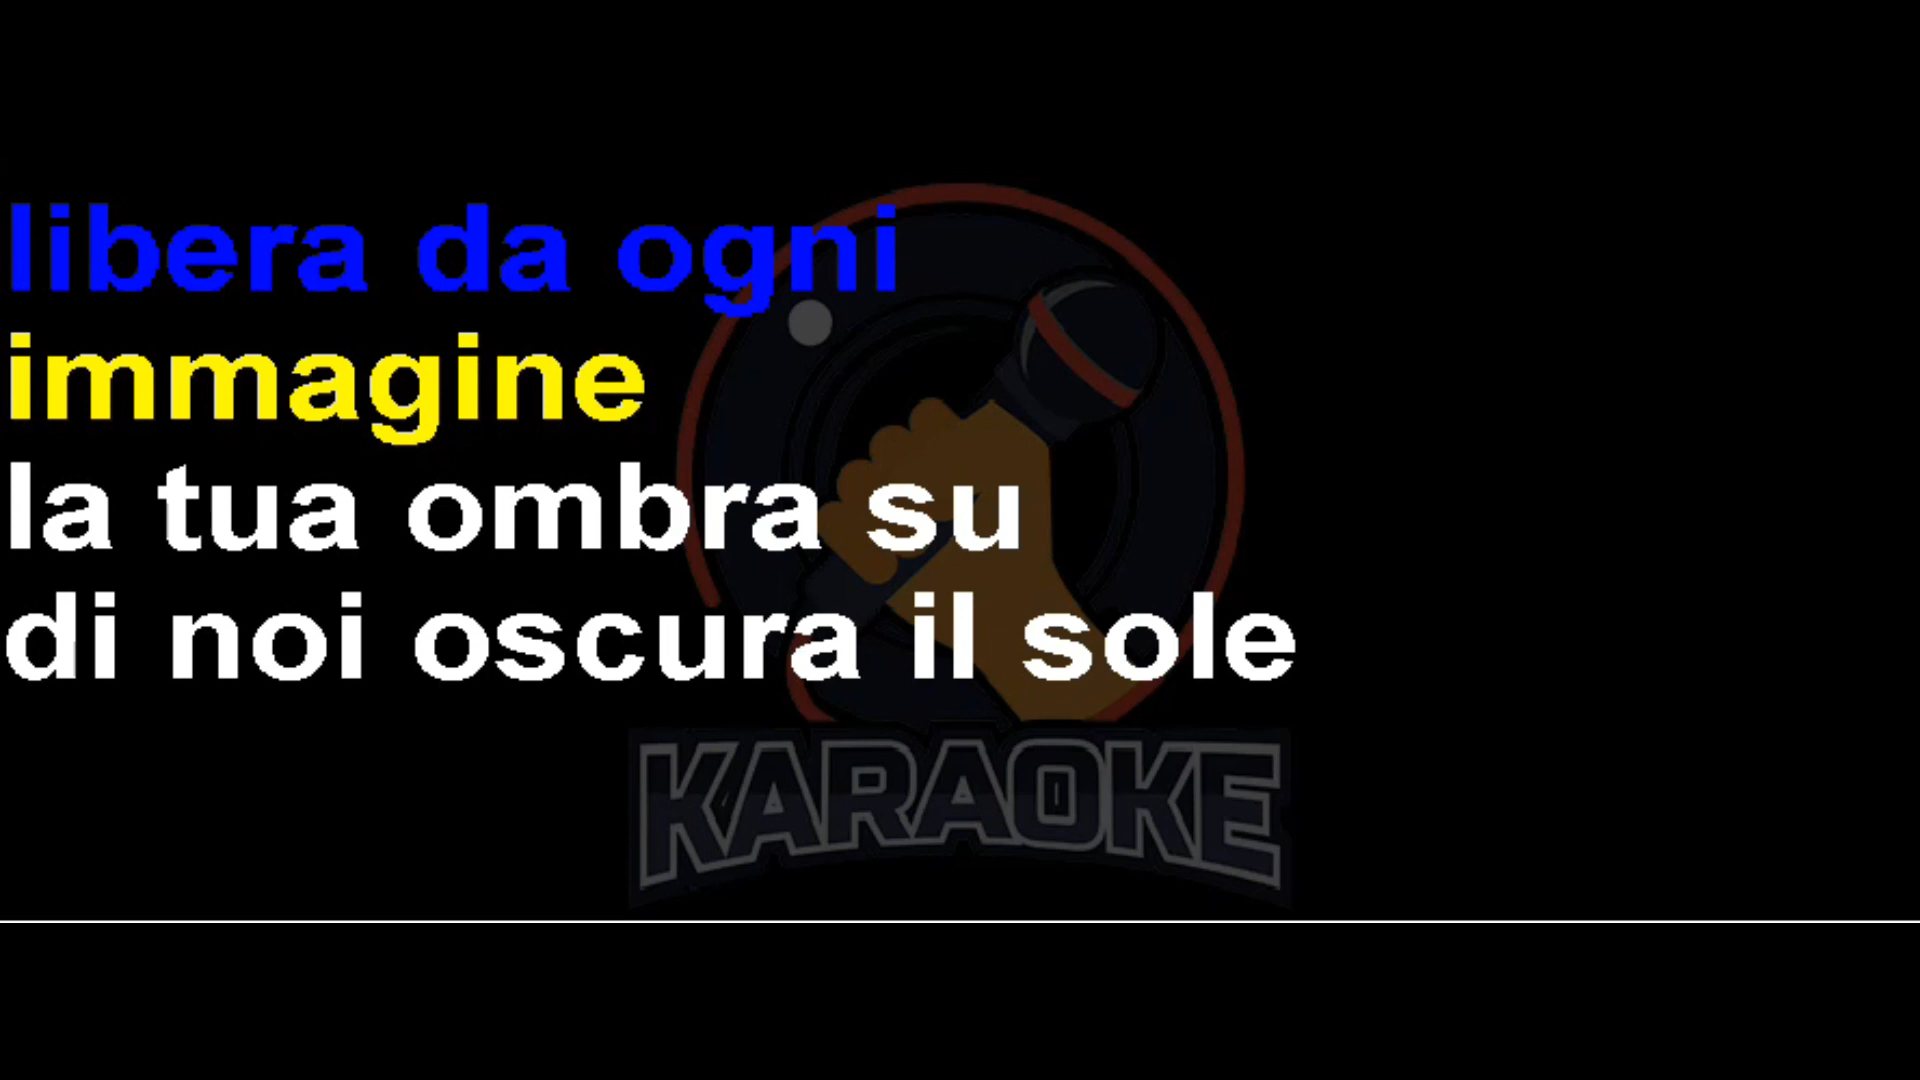 libera da ogni
immagine
la tua ombra su
di noi oscura il sole
KARAOKE